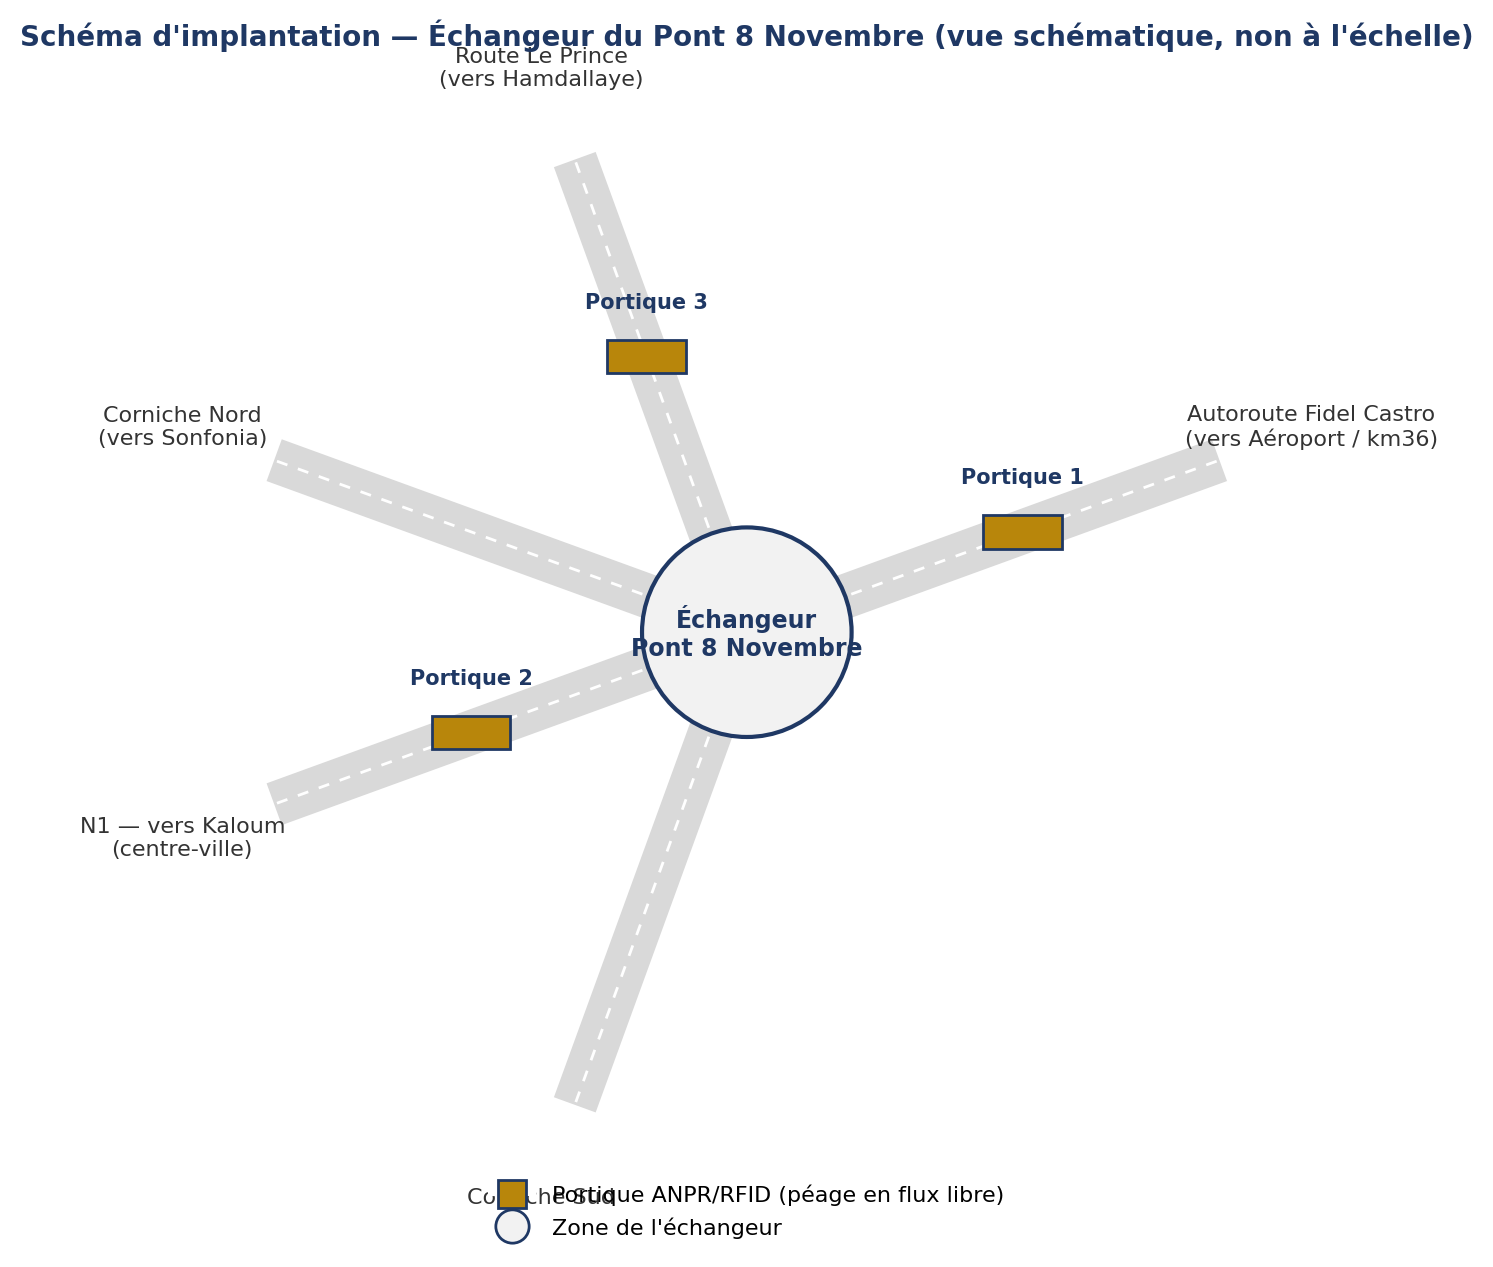 Schéma d'implantation — Échangeur du Pont 8 Novembre (vue schématique, non à l'échelle)
Route Le Prince
(vers Hamdallaye)
Portique 3
Corniche Nord
(vers Sonfonia)
Autoroute Fidel Castro
(vers Aéroport / km36)
Portique 1
Échangeur
Pont 8 Novembre
Portique 2
N1 — vers Kaloum
(centre-ville)
Corniche Sud
Portique ANPR/RFID (péage en flux libre)
Zone de l'échangeur